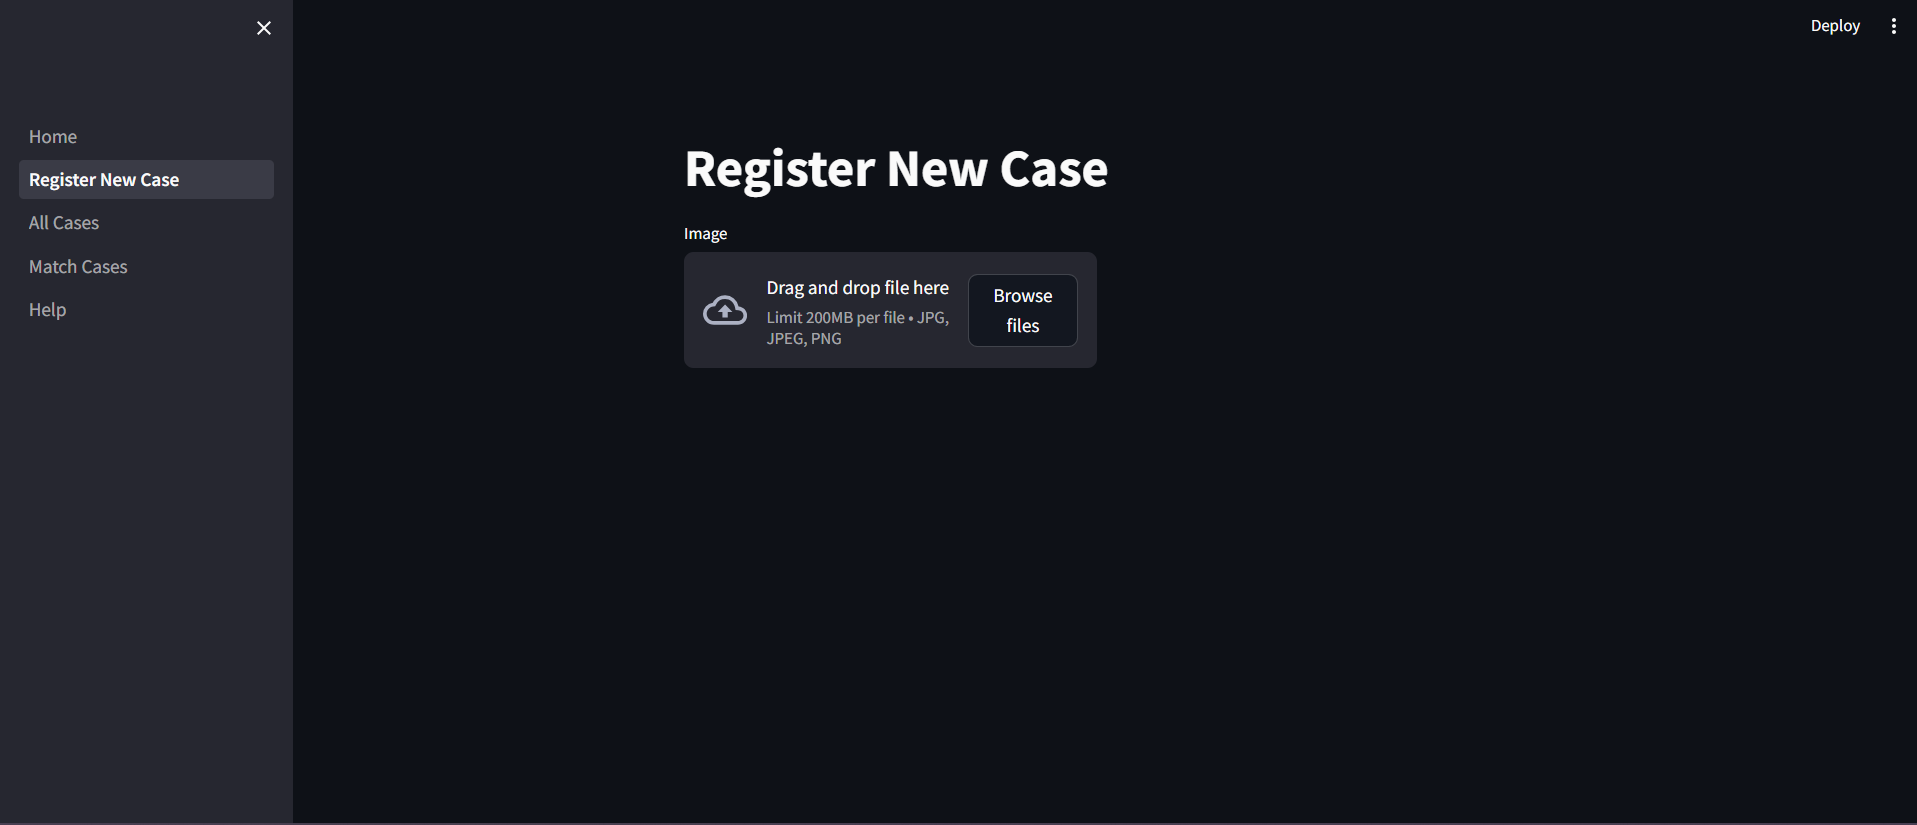 Deploy
Home
Register New Case
All Cases
Match Cases
Help
Register New Case
Image
Drag and drop file here
Limit 200MB per file • JPG,
JPEG, PNG
Browse
files